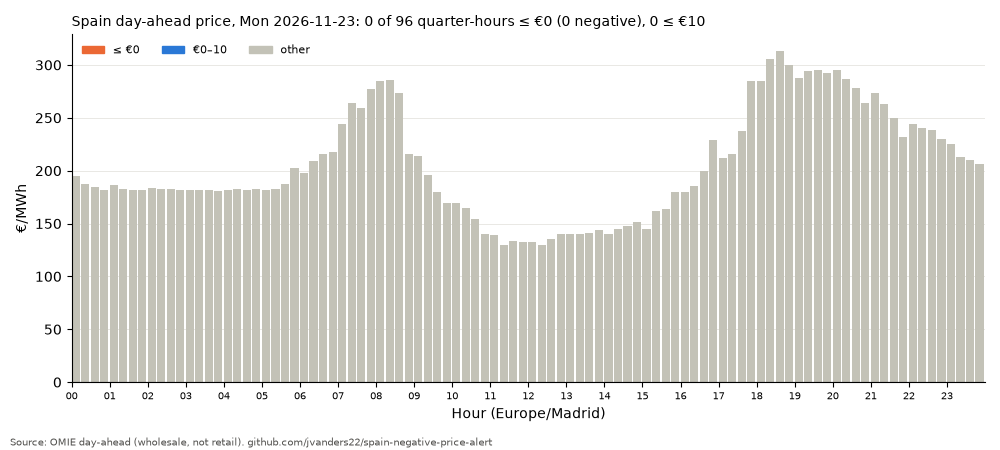 Spain day-ahead price, Mon 2026-11-23: 0 of 96 quarter-hours ≤ €0 (0 negative), 0 ≤ €10
≤ €0 €0–10 other
€/MWh
300
250
200
150
100
50
0
00 01 02 03 04 05 06 07 08 09 10 11 12 13 14 15 16 17 18 19 20 21 22 23
Hour (Europe/Madrid)
Source: OMIE day-ahead (wholesale, not retail). github.com/jvanders22/spain-negative-price-alert